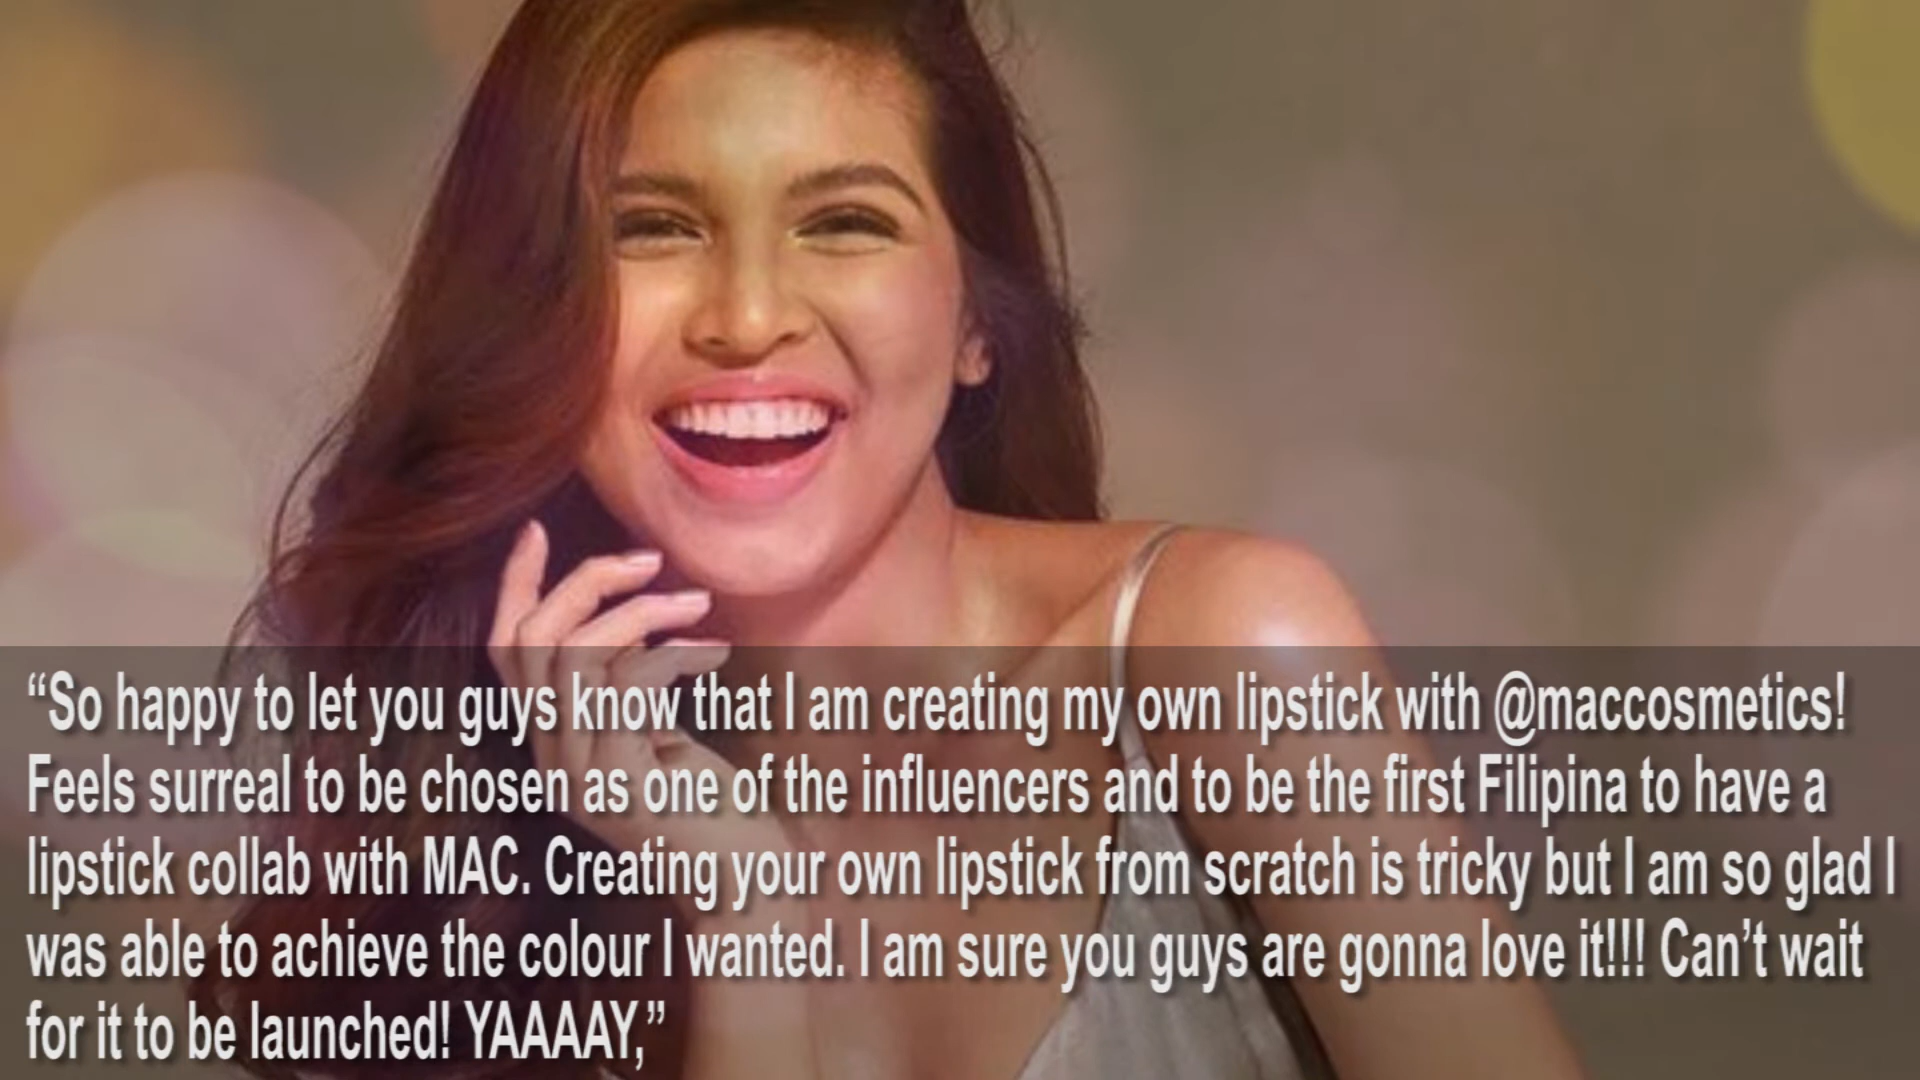 “So happy to let you guys know that I am creating my own lipstick with @maccosmetics!
Feels surreal to be chosen as one of the influencers and to be the first Filipina to have a
lipstick collab with MAC. Creating your own lipstick from scratch is tricky but I am so glad I
was able to achieve the colour I wanted. I am sure you guys are gonna love it!!! Can’t wait
for it to be launched! YAAAAY,”